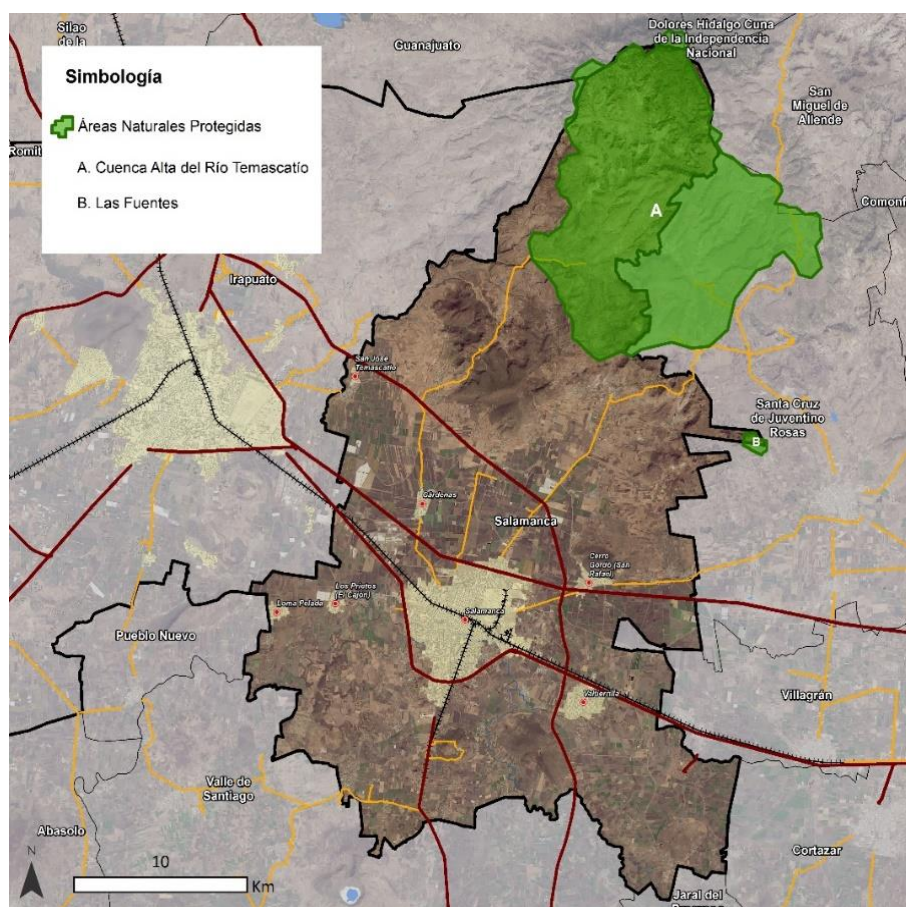 Silao
de la
Guanajuato
Dolores Hidalgo Cuna
de la Independencia
Nacional
San
Miguel de
Allende
Simbología
Áreas Naturales Protegidas
A. Cuenca Alta del Río Temascatío
B. Las Fuentes
Romit
Comonf
A
Irapuato
San José
Temascatío
Santa Cruz
de Juventino
Rosas
B
Cárdenas
Salamanca
Cerro
Gordo (San
Rafael)
Los Prietos
(El Cajón)
Loma Pelada
Salamanca
Pueblo Nuevo
Valtierrilla
Villagrán
Valle de
Santiago
Abasolo
Cortazar
N
10
Km
Jaral del